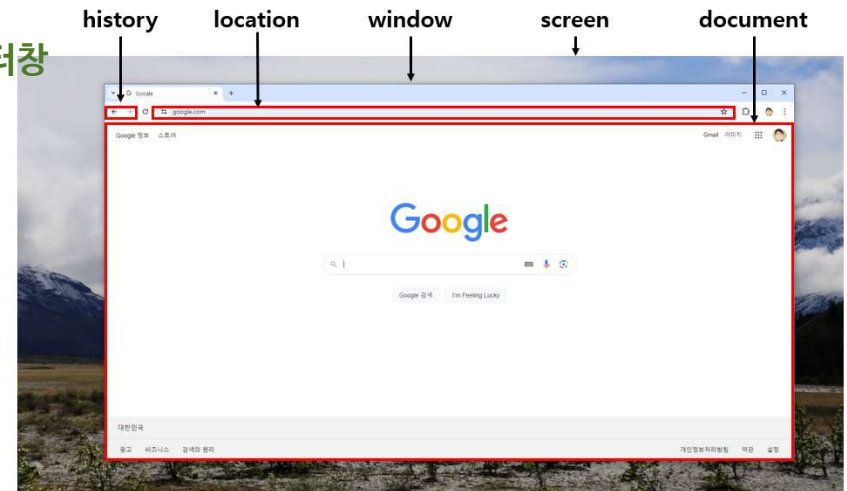 history location window screen document
터창
G Google × +
google.com
Google 정보 스토어 Gmail 이미지
Google
Google 검색 I'm Feeling Lucky
대한민국
광고 비즈니스 검색의 원리 개인정보처리방침 약관 설정